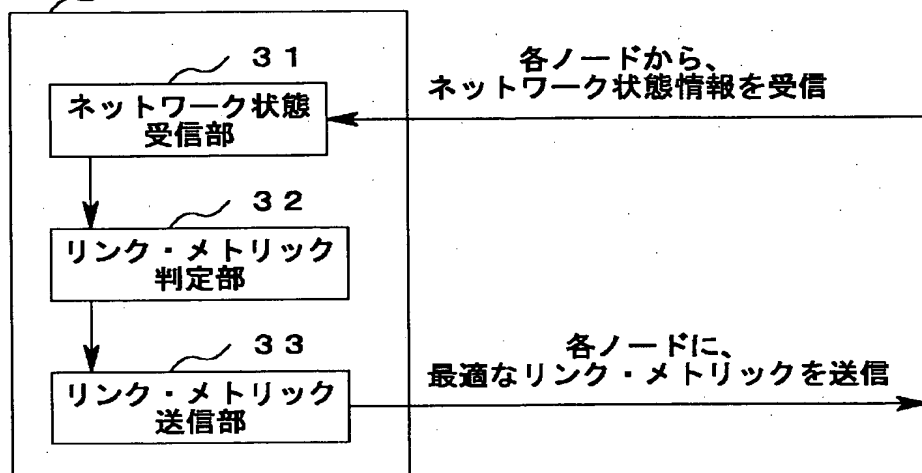 31
ネットワーク状態
受信部
各ノードから、
ネットワーク状態情報を受信
32
リンク・メトリック
判定部
33
リンク・メトリック
送信部
各ノードに、
最適なリンク・メトリックを送信